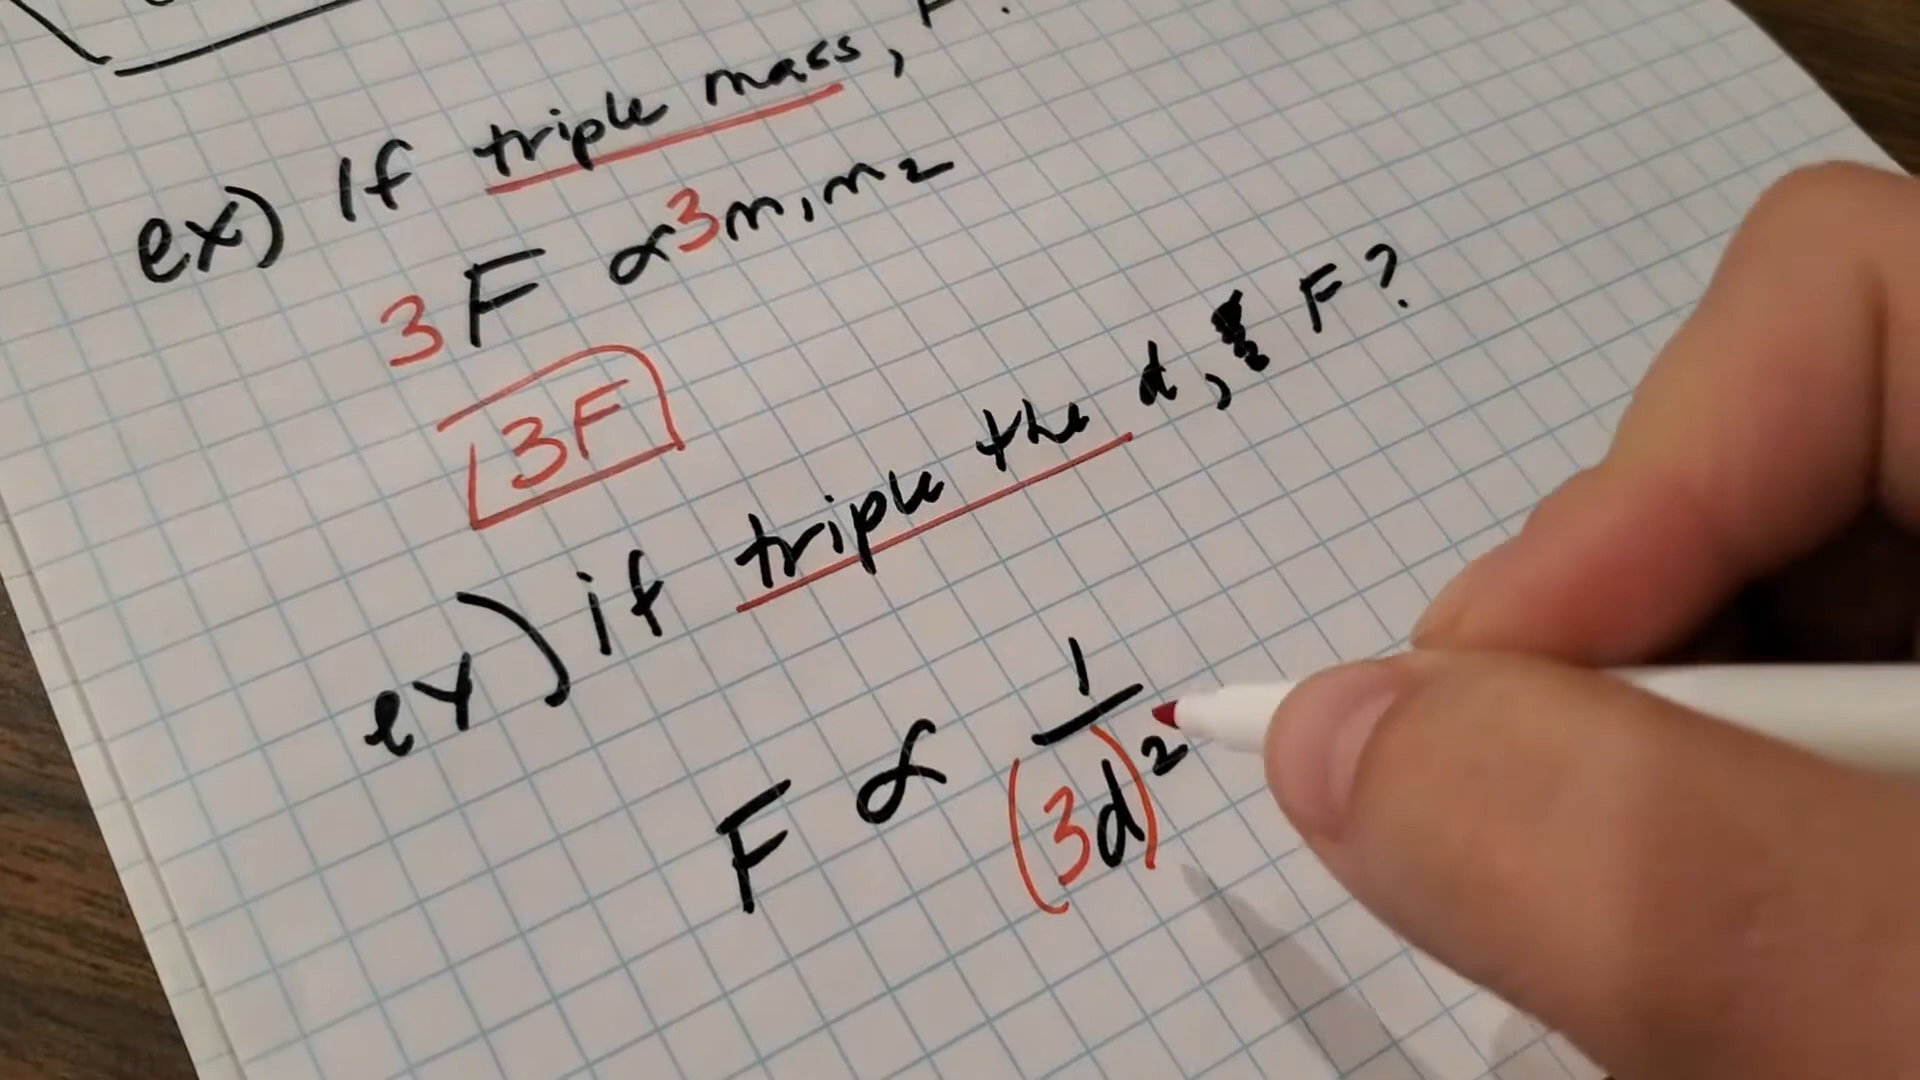 ex) If triple mass, F?
3F ∝ 3m1m2
3F
ex) if triple the d, F?
F ∝ 1/(3d)²